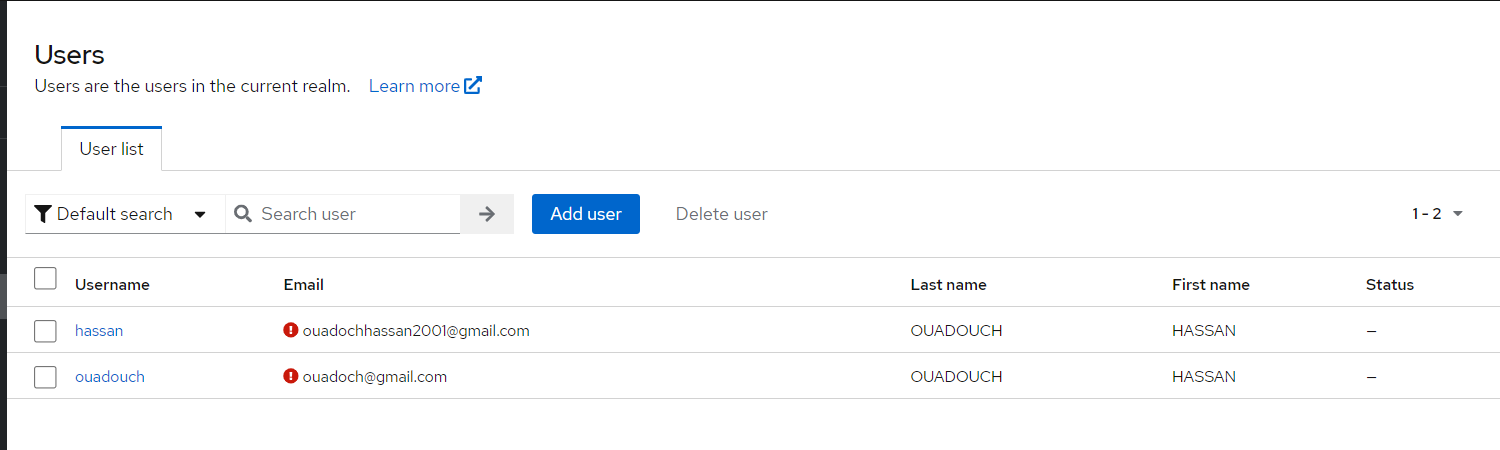 Users
Users are the users in the current realm. Learn more
User list
Default search Search user Add user Delete user 1 - 2
Username Email Last name First name Status
hassan ouadochhassan2001@gmail.com OUADOUCH HASSAN –
ouadouch ouadoch@gmail.com OUADOUCH HASSAN –